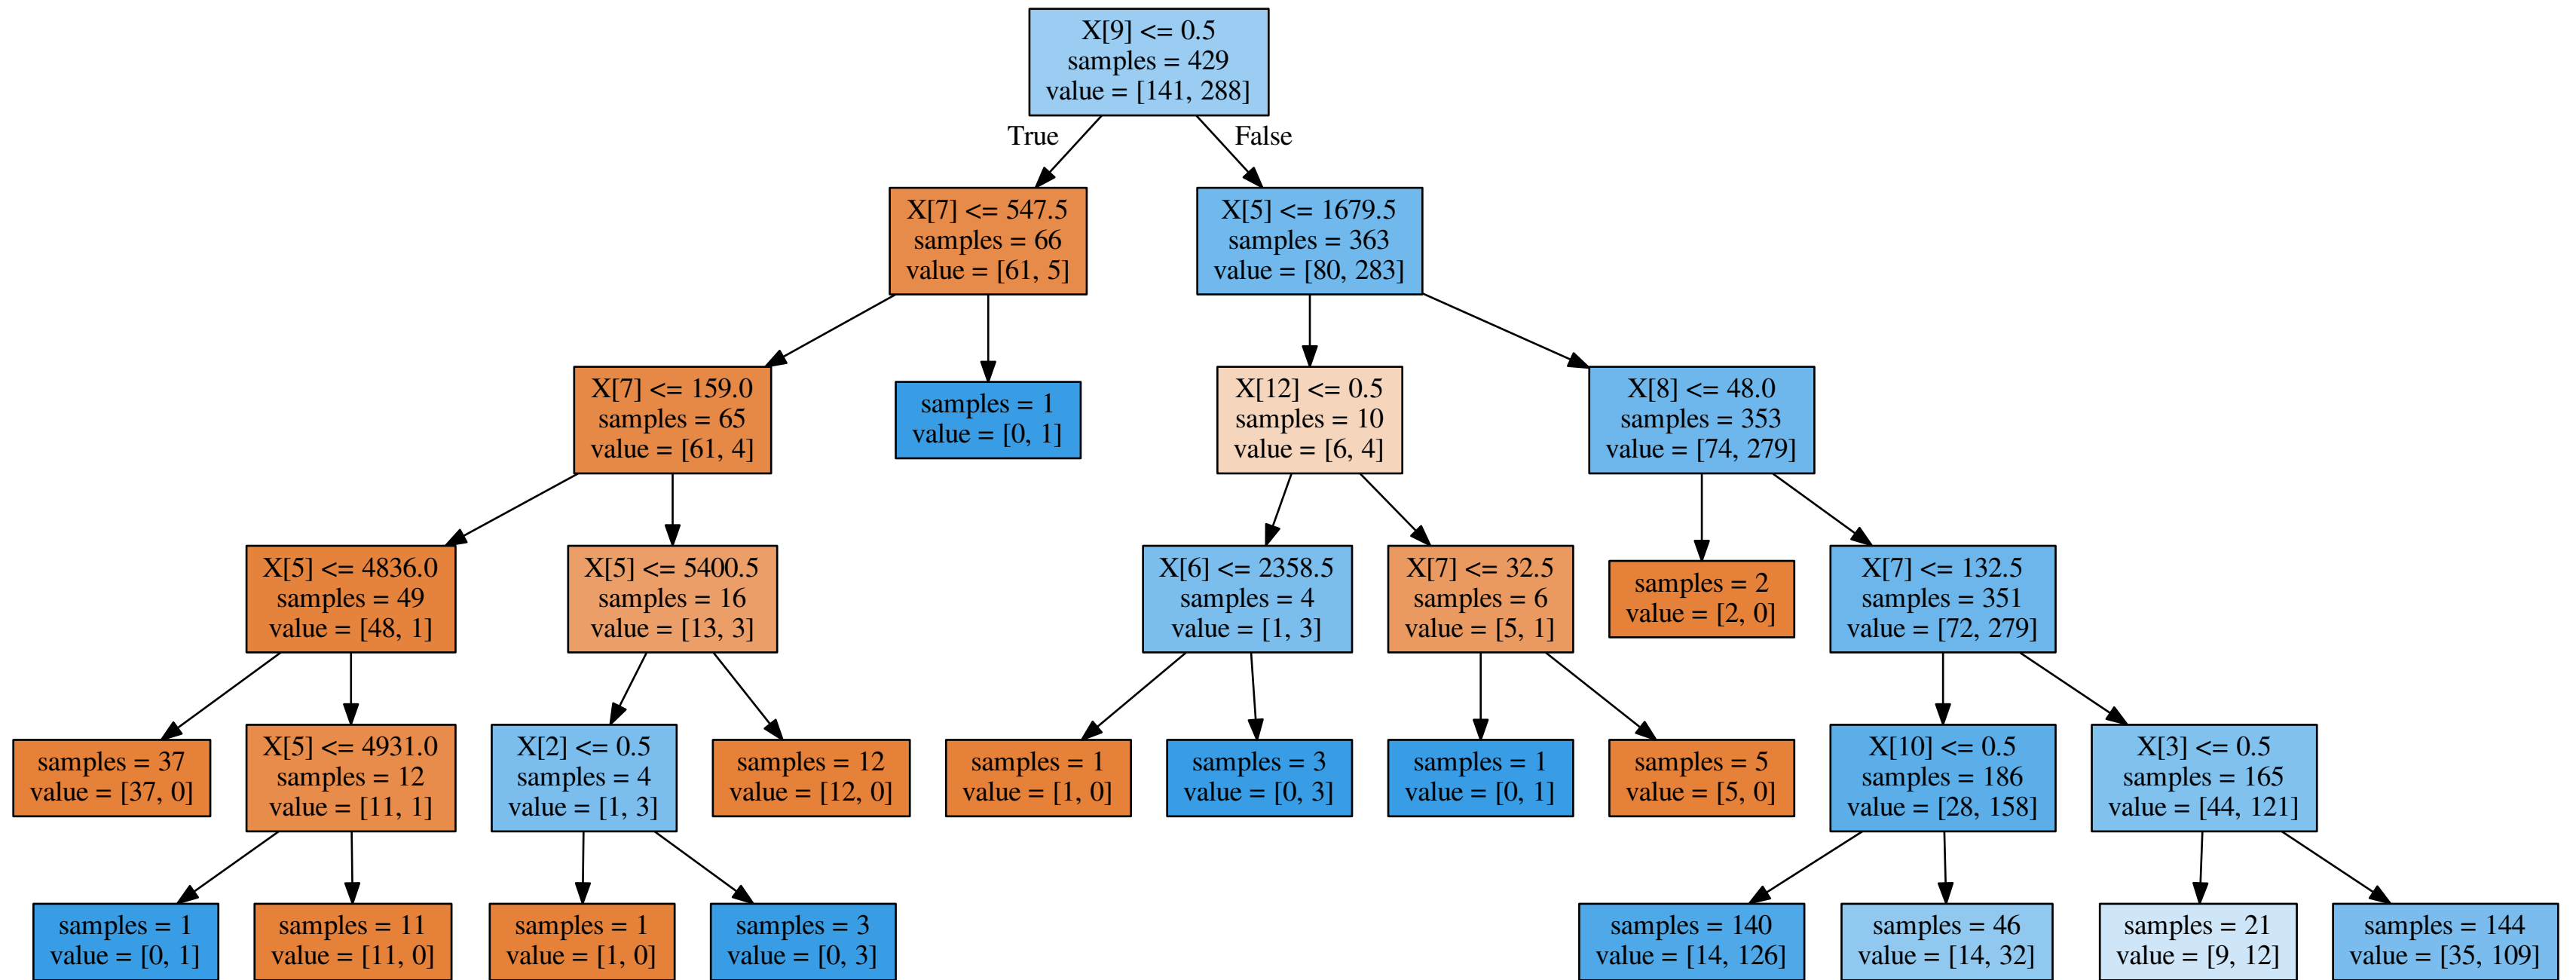 X[9] <= 0.5
samples = 429
value = [141, 288]
True
False
X[7] <= 547.5
samples = 66
value = [61, 5]
X[5] <= 1679.5
samples = 363
value = [80, 283]
X[7] <= 159.0
samples = 65
value = [61, 4]
samples = 1
value = [0, 1]
X[12] <= 0.5
samples = 10
value = [6, 4]
X[8] <= 48.0
samples = 353
value = [74, 279]
X[5] <= 4836.0
samples = 49
value = [48, 1]
X[5] <= 5400.5
samples = 16
value = [13, 3]
X[6] <= 2358.5
samples = 4
value = [1, 3]
X[7] <= 32.5
samples = 6
value = [5, 1]
samples = 2
value = [2, 0]
X[7] <= 132.5
samples = 351
value = [72, 279]
samples = 37
value = [37, 0]
X[5] <= 4931.0
samples = 12
value = [11, 1]
X[2] <= 0.5
samples = 4
value = [1, 3]
samples = 12
value = [12, 0]
samples = 1
value = [1, 0]
samples = 3
value = [0, 3]
samples = 1
value = [0, 1]
samples = 5
value = [5, 0]
X[10] <= 0.5
samples = 186
value = [28, 158]
X[3] <= 0.5
samples = 165
value = [44, 121]
samples = 1
value = [0, 1]
samples = 11
value = [11, 0]
samples = 1
value = [1, 0]
samples = 3
value = [0, 3]
samples = 140
value = [14, 126]
samples = 46
value = [14, 32]
samples = 21
value = [9, 12]
samples = 144
value = [35, 109]